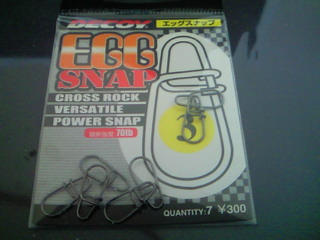 DECOY
エッグスナップ
EGG
SNAP
CROSS ROCK
VERSATILE
POWER SNAP
70lb
QUANTITY:7 ¥300